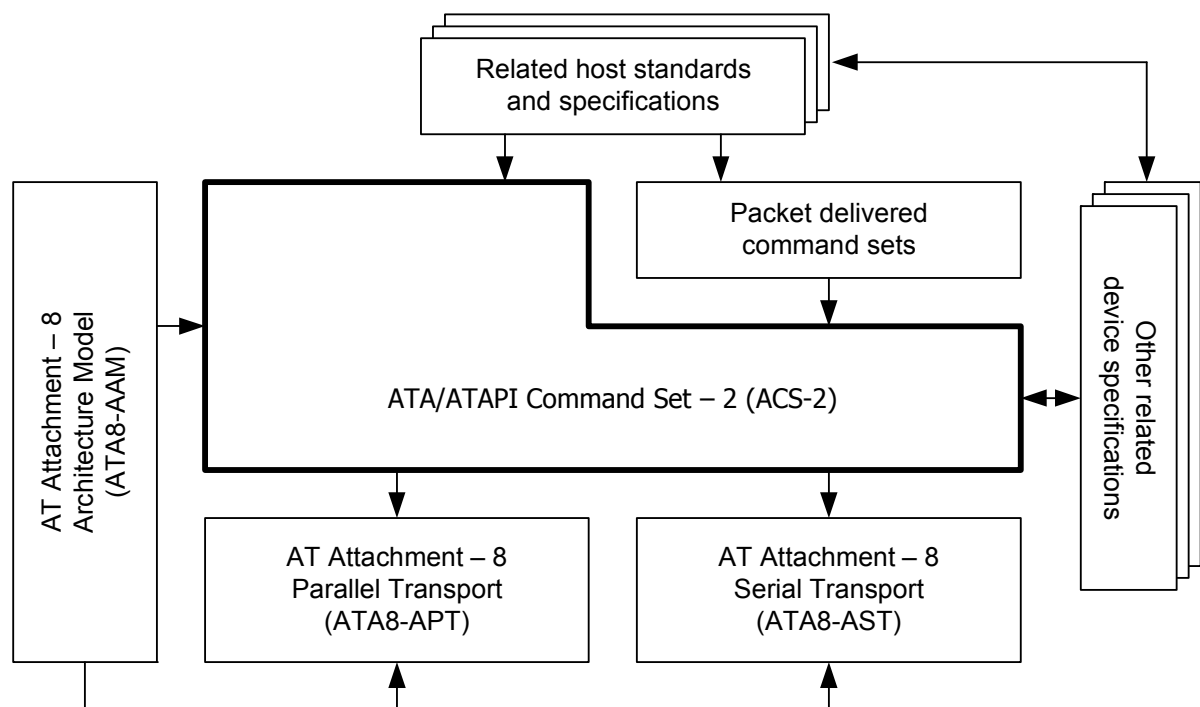 Related host standards
and specifications
Packet delivered
command sets
AT Attachment – 8
Architecture Model
(ATA8-AAM)
ATA/ATAPI Command Set – 2 (ACS-2)
Other related
device specifications
AT Attachment – 8
Parallel Transport
(ATA8-APT)
AT Attachment – 8
Serial Transport
(ATA8-AST)